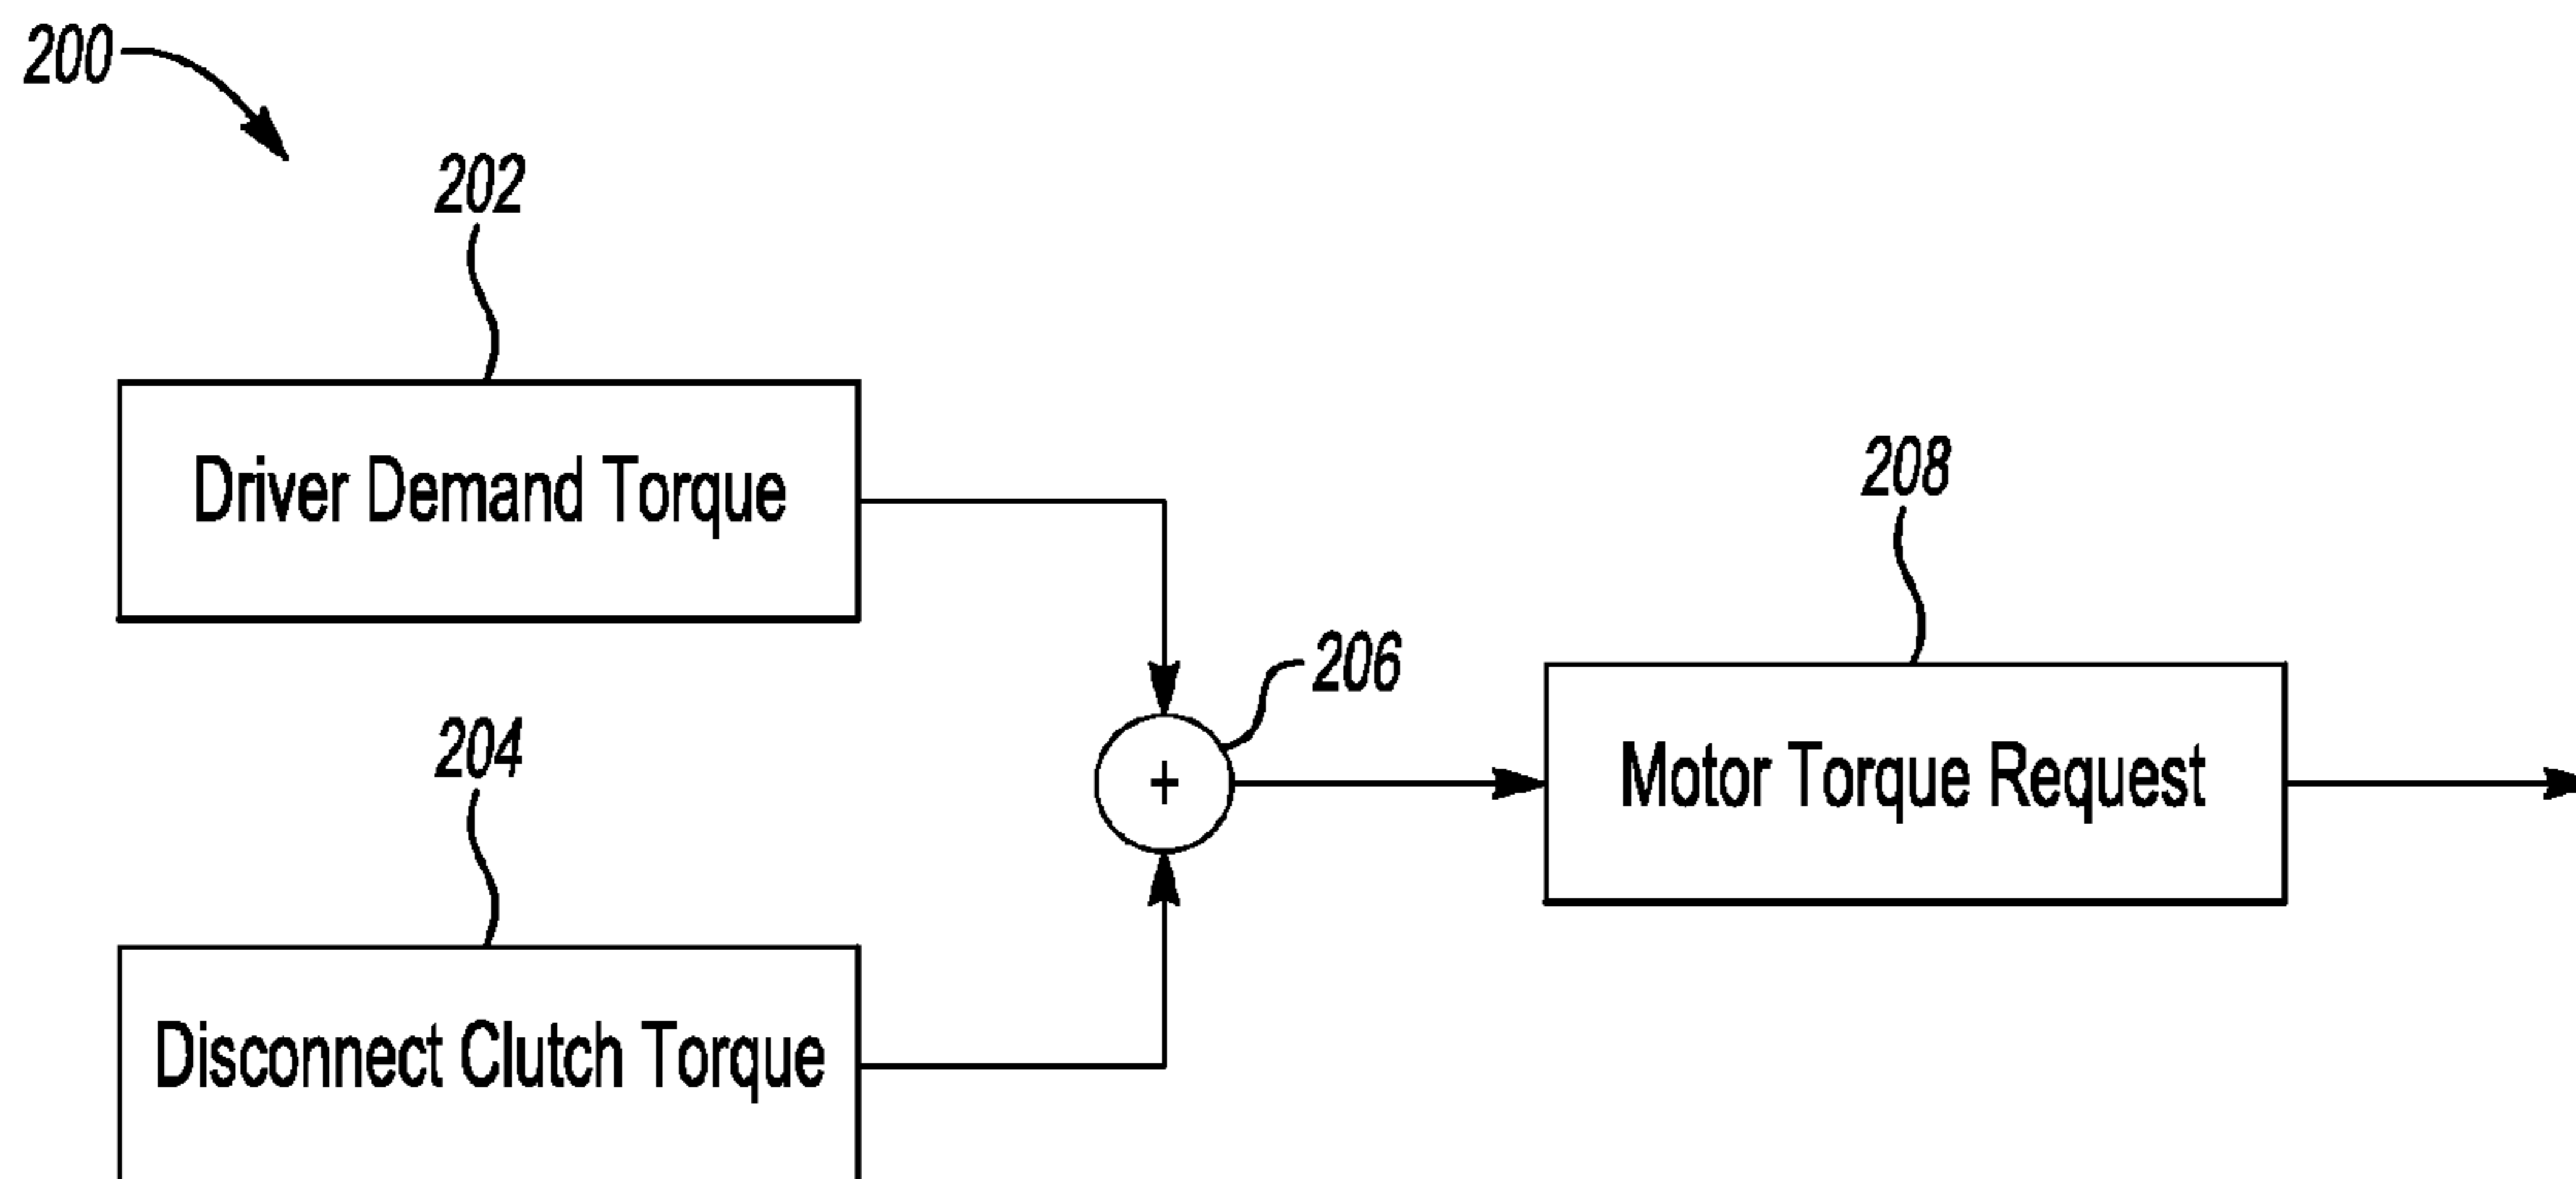 200
202
Driver Demand Torque
208
206
+
Motor Torque Request
204
Disconnect Clutch Torque